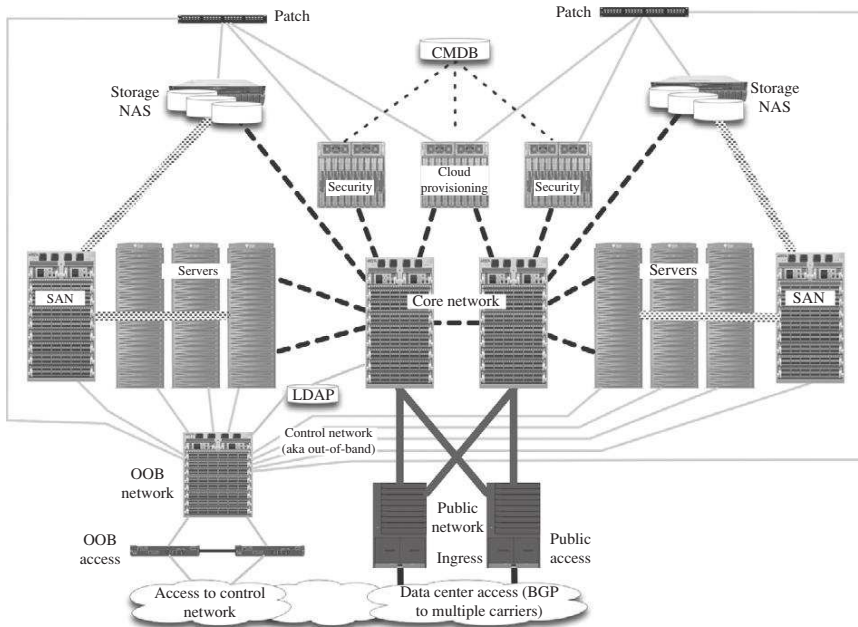 Patch
Patch
CMDB
Storage
NAS
Storage
NAS
Security
Cloud
provisioning
Security
Servers
Servers
SAN
Core network
SAN
LDAP
Control network
(aka out-of-band)
OOB
network
Public
network
OOB
access
Ingress
Public
access
Access to control
network
Data center access (BGP
to multiple carriers)